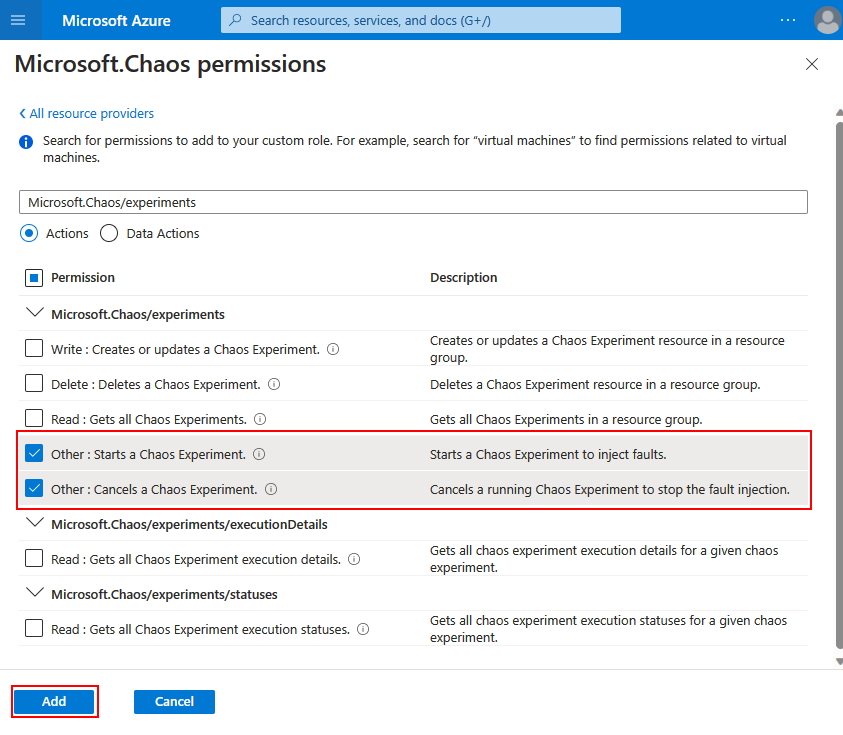 Microsoft Azure
Search resources, services, and docs (G+/)
...
Microsoft.Chaos permissions
All resource providers
Search for permissions to add to your custom role. For example, search for “virtual machines” to find permissions related to virtual
machines.
Microsoft.Chaos/experiments
Actions Data Actions
Permission Description
Microsoft.Chaos/experiments
Write : Creates or updates a Chaos Experiment. Creates or updates a Chaos Experiment resource in a resource
group.
Delete : Deletes a Chaos Experiment. Deletes a Chaos Experiment resource in a resource group.
Read : Gets all Chaos Experiments. Gets all Chaos Experiments in a resource group.
Other : Starts a Chaos Experiment. Starts a Chaos Experiment to inject faults.
Other : Cancels a Chaos Experiment. Cancels a running Chaos Experiment to stop the fault injection.
Microsoft.Chaos/experiments/executionDetails
Read : Gets all Chaos Experiment execution details. Gets all chaos experiment execution details for a given chaos
experiment.
Microsoft.Chaos/experiments/statuses
Read : Gets all Chaos Experiment execution statuses. Gets all chaos experiment execution statuses for a given chaos
experiment.
Add Cancel